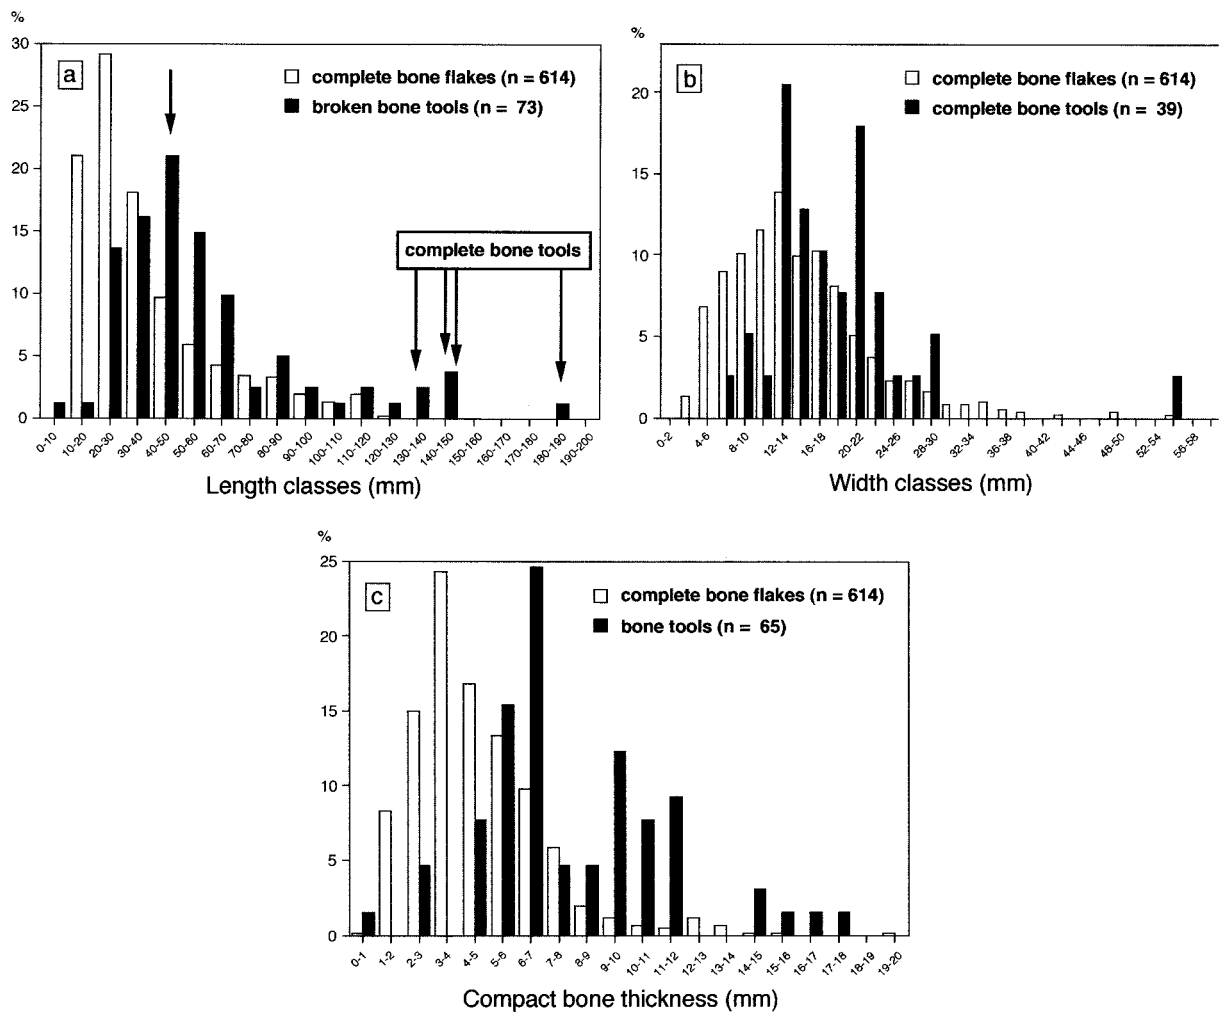 %
30
25
20
15
10
5
0
a
complete bone flakes (n = 614)
broken bone tools (n = 73)
complete bone tools
0-10 10-20 20-30 30-40 40-50 50-60 60-70 70-80 80-90 90-100 100-110 110-120 120-130 130-140 140-150 150-160 160-170 170-180 180-190 190-200
Length classes (mm)
%
20
15
10
5
0
b
complete bone flakes (n = 614)
complete bone tools (n = 39)
0-2 4-6 8-10 12-14 16-18 20-22 24-26 28-30 32-34 36-38 40-42 44-46 48-50 52-54 56-58
Width classes (mm)
%
25
20
15
10
5
0
c
complete bone flakes (n = 614)
bone tools (n = 65)
0-1 1-2 2-3 3-4 4-5 5-6 6-7 7-8 8-9 9-10 10-11 11-12 12-13 13-14 14-15 15-16 16-17 17-18 18-19 19-20
Compact bone thickness (mm)